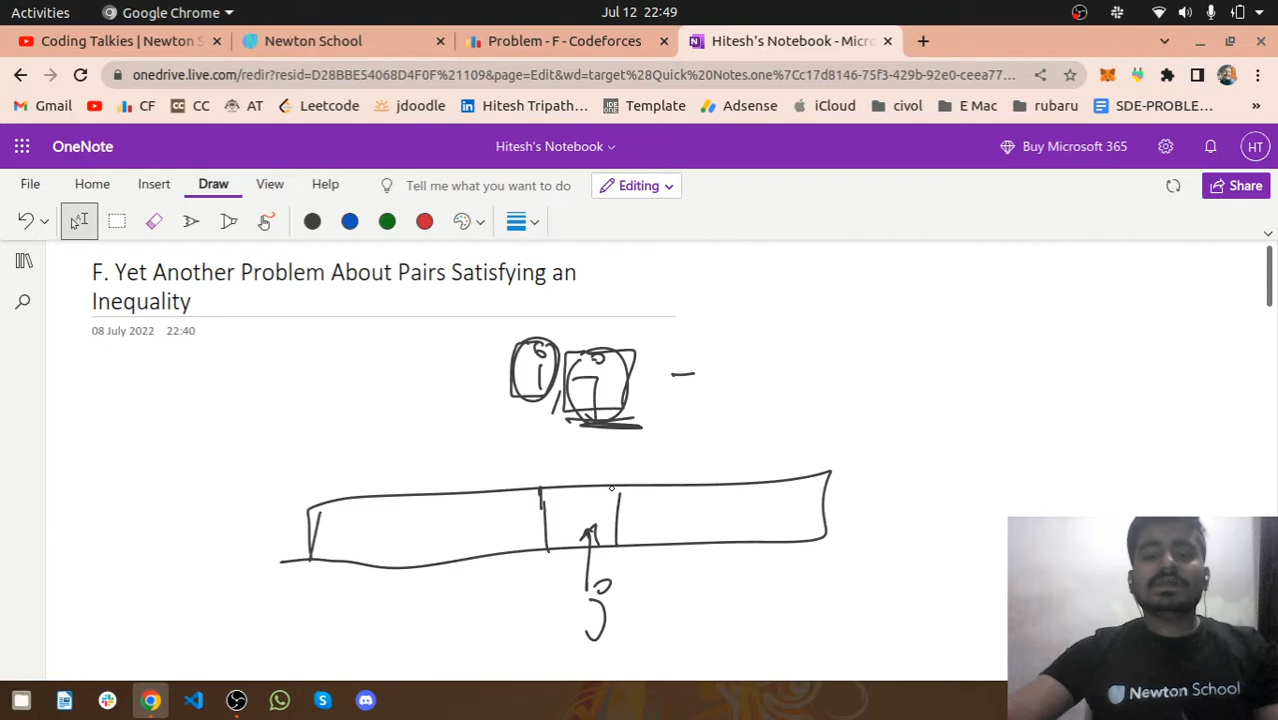 Activities Google Chrome Jul 12 22:49
Coding Talkies | Newton S Newton School Problem - F - Codeforces Hitesh's Notebook - Micro
onedrive.live.com/redir?resid=D28BBE54068D4F0F%21109&page=Edit&wd=target%28Quick%20Notes.one%7Cc17d8146-75f3-429b-92e0-ceea77...
Gmail CF CC AT Leetcode jdoodle Hitesh Tripath... Template Adsense iCloud civol E Mac rubaru SDE-PROBLE... »
OneNote Hitesh's Notebook Buy Microsoft 365 HT
File Home Insert Draw View Help Tell me what you want to do Editing Share
F. Yet Another Problem About Pairs Satisfying an
Inequality
08 July 2022 22:40
j
Newton School